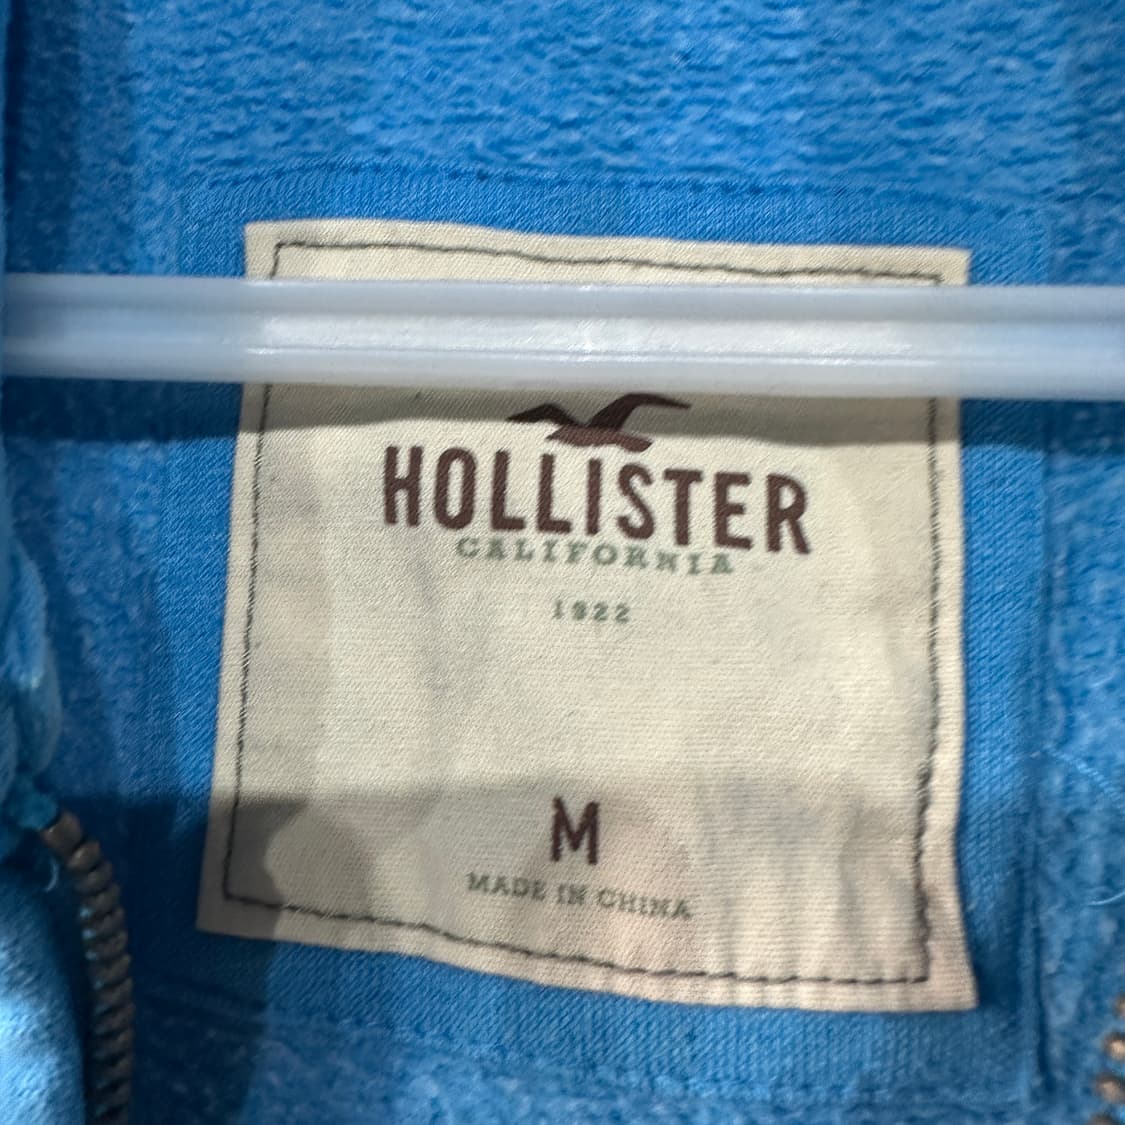 HOLLISTER
CALIFORNIA
1922
M
MADE IN CHINA